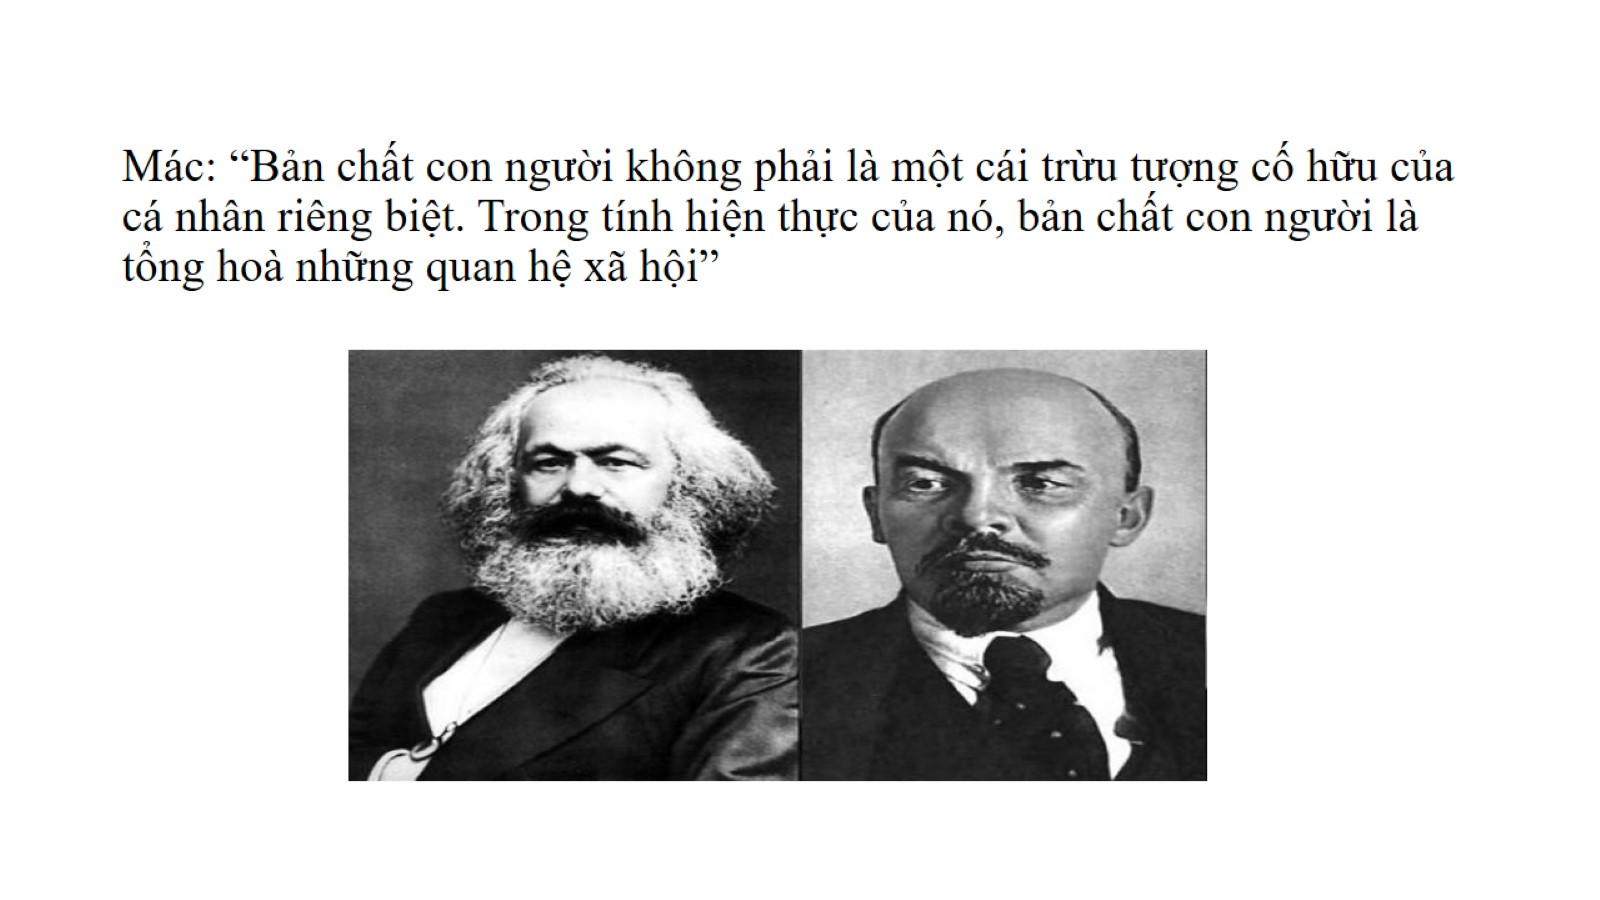 Mác: “Bản chất con người không phải là một cái trừu tượng cố hữu của
cá nhân riêng biệt. Trong tính hiện thực của nó, bản chất con người là
tổng hoà những quan hệ xã hội”